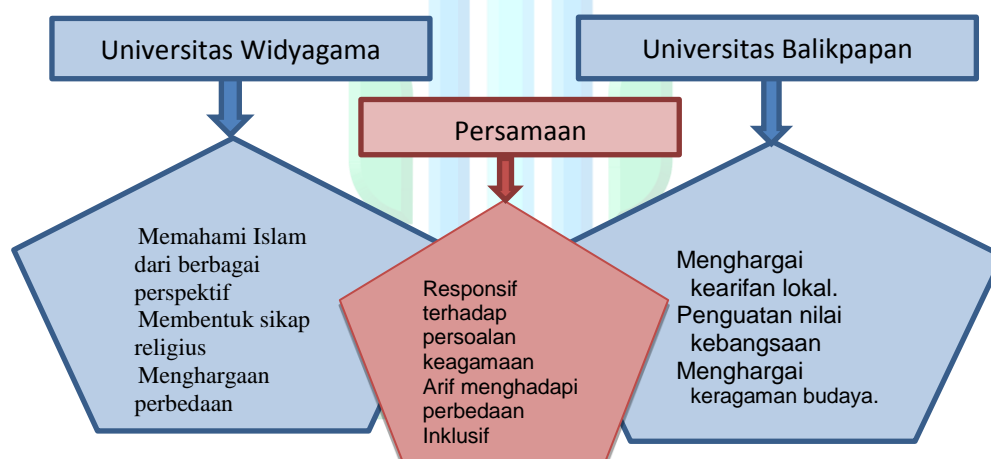 Universitas Widyagama
Universitas Balikpapan
Persamaan
Memahami Islam
dari berbagai
perspektif
Membentuk sikap
religius
Menghargaan
perbedaan
Responsif
terhadap
persoalan
keagamaan
Arif menghadapi
perbedaan
Inklusif
Menghargai
kearifan lokal.
Penguatan nilai
kebangsaan
Menghargai
keragaman budaya.